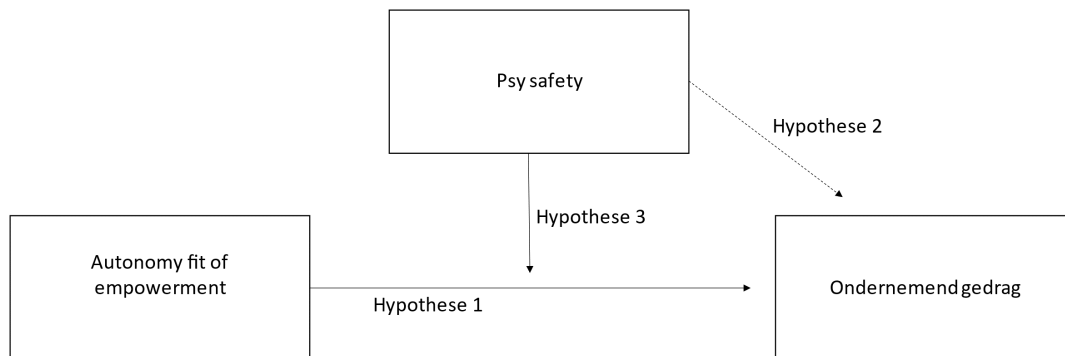 Psy safety
Hypothese 2
Hypothese 3
Autonomy fit of
empowerment
Hypothese 1
Ondernemend gedrag